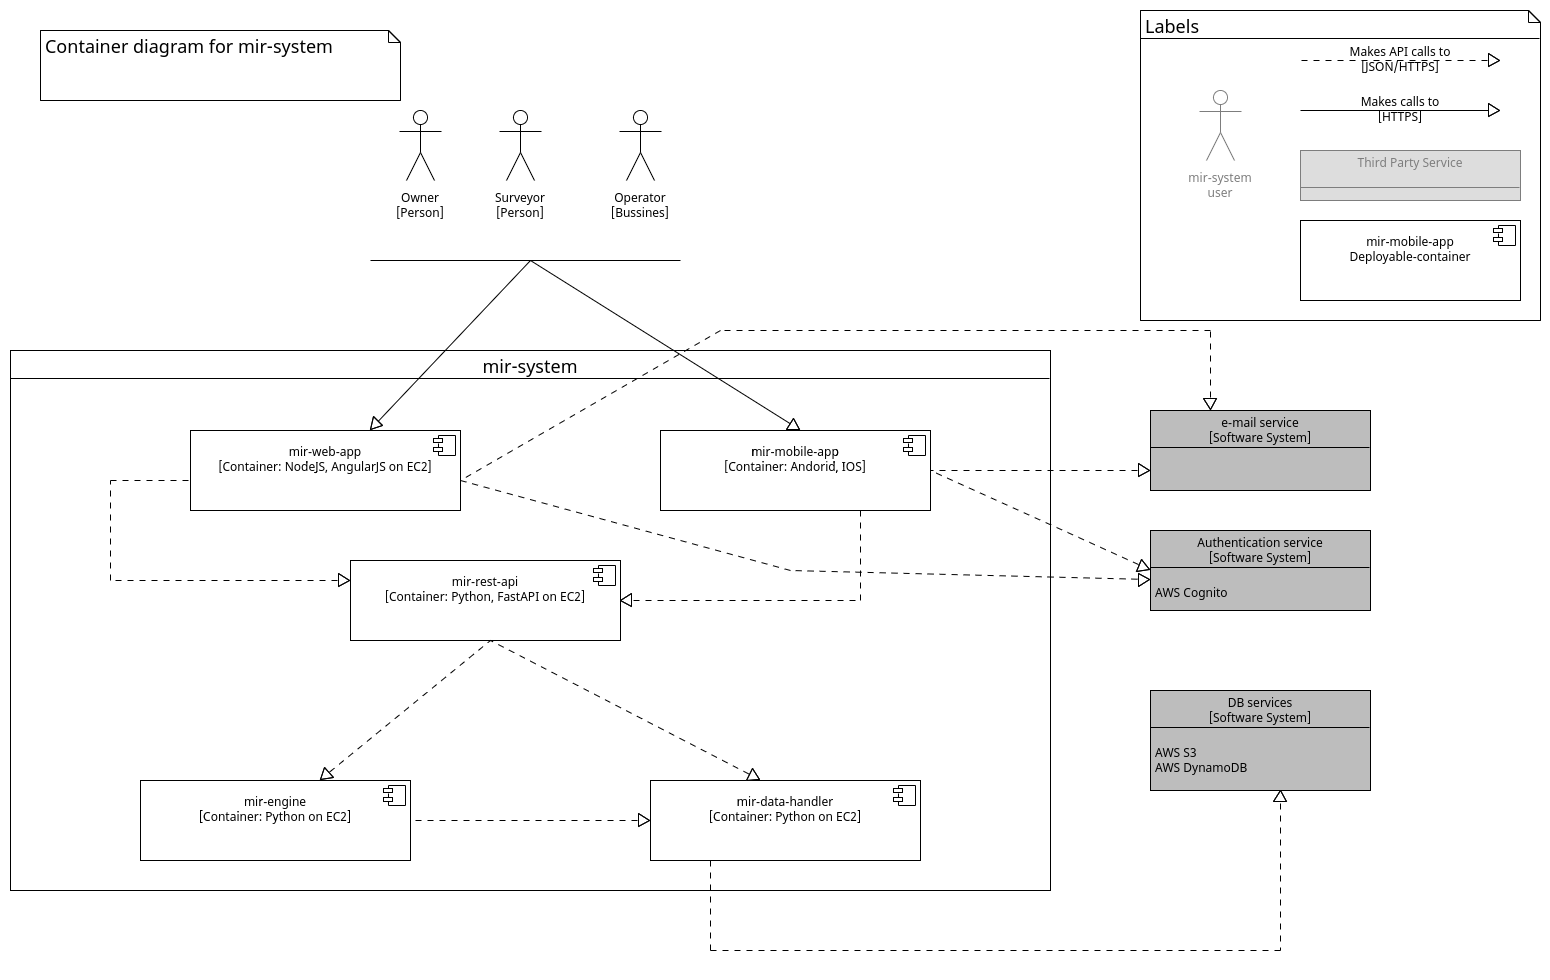 Container diagram for mir-system
Labels
Makes API calls to
[JSON/HTTPS]
Makes calls to
[HTTPS]
Third Party Service
mir-system
user
mir-mobile-app
Deployable-container
Owner
[Person]
Surveyor
[Person]
Operator
[Bussines]
mir-system
mir-web-app
[Container: NodeJS, AngularJS on EC2]
mir-mobile-app
[Container: Andorid, IOS]
e-mail service
[Software System]
Authentication service
[Software System]
AWS Cognito
mir-rest-api
[Container: Python, FastAPI on EC2]
DB services
[Software System]
AWS S3
AWS DynamoDB
mir-engine
[Container: Python on EC2]
mir-data-handler
[Container: Python on EC2]